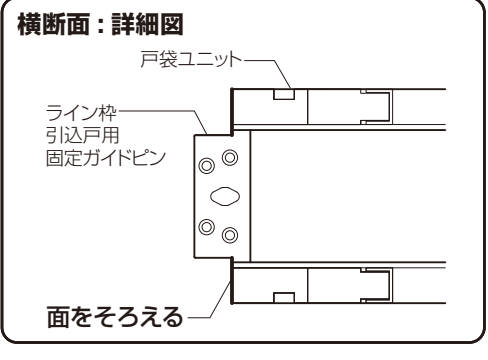 横断面：詳細図
戸袋ユニット
ライン枠
引込戸用
固定ガイドピン
面をそろえる